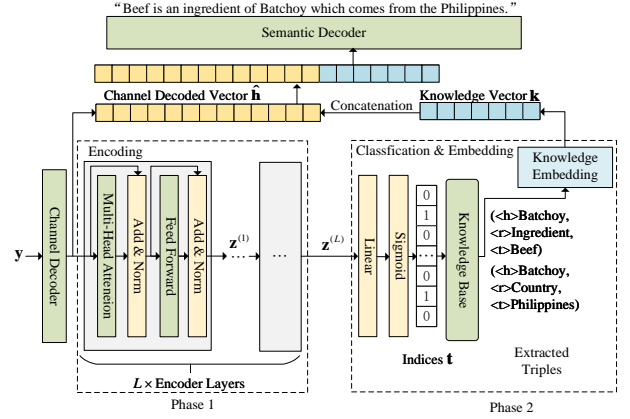 “Beef is an ingredient of Batchoy which comes from the Philippines.”
Semantic Decoder
Channel Decoded Vector ĥ
Concatenation
Knowledge Vector k
Encoding
Classfication & Embedding
Knowledge
Embedding
y
Channel Decoder
Multi-Head Atteneion
Add & Norm
Feed Forward
Add & Norm
z(1)
...
z(L)
Linear
Sigmoid
0
1
0
...
0
1
0
Knowledge Base
(<h>Batchoy,
<r>Ingredient,
<t>Beef)
(<h>Batchoy,
<r>Country,
<t>Philippines)
Indices t
Extracted
Triples
L × Encoder Layers
Phase 1
Phase 2